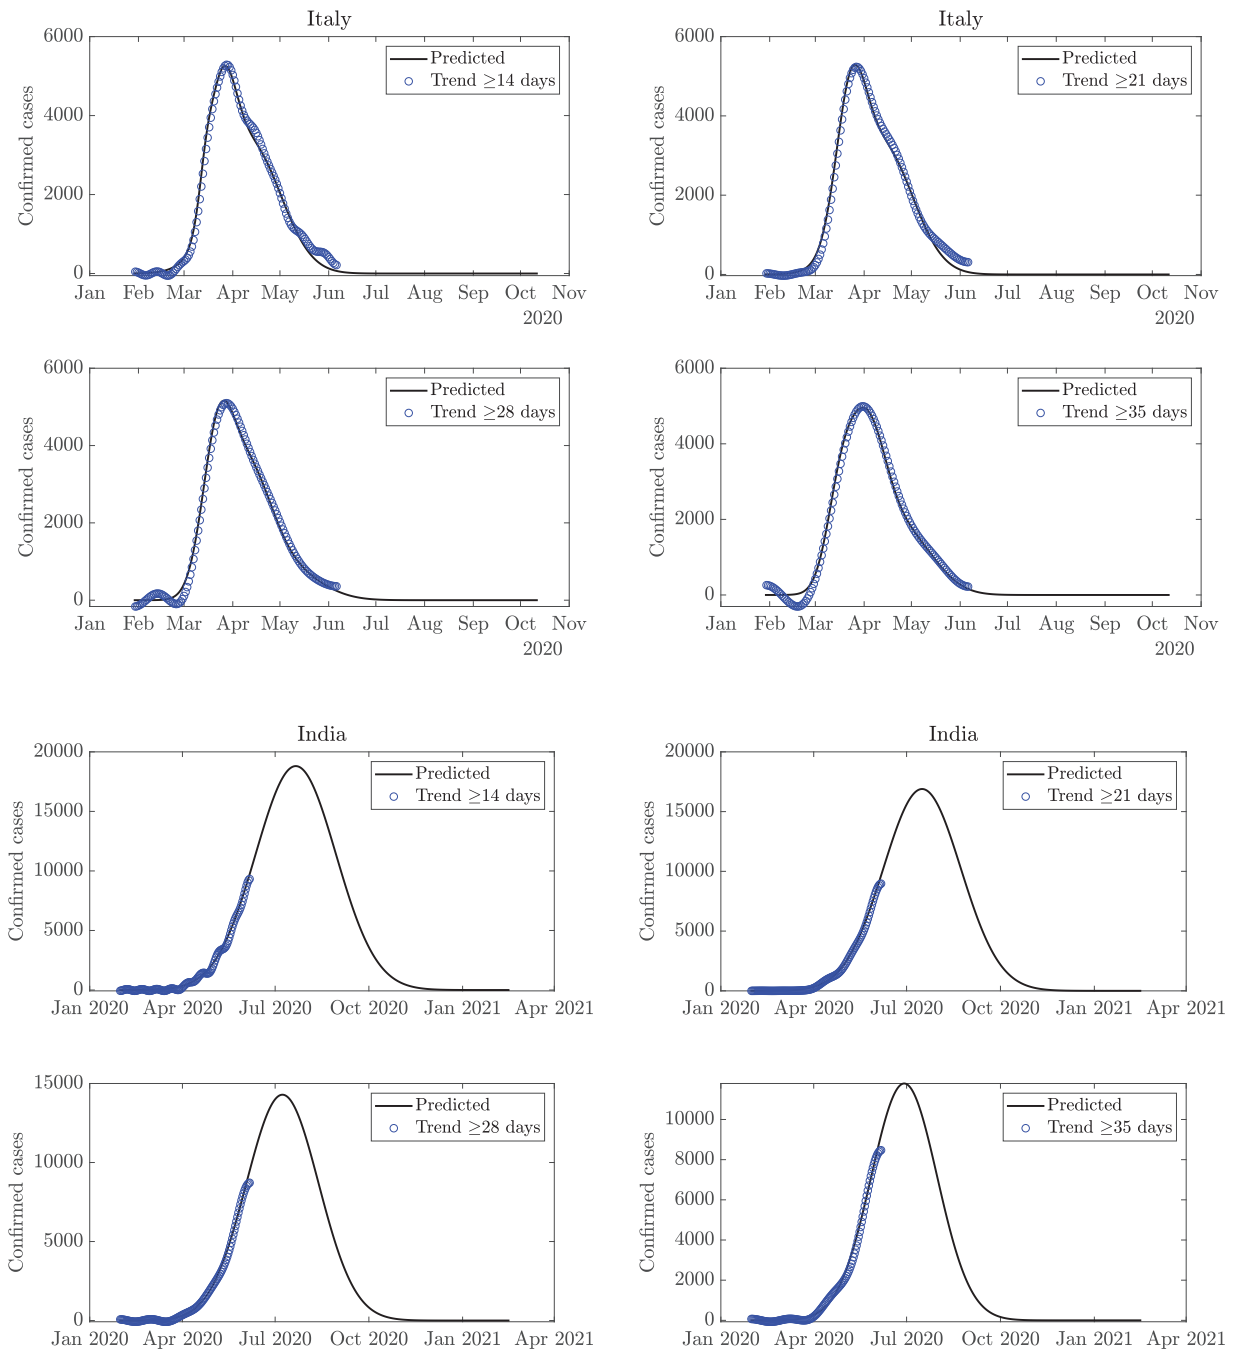 Italy
6000
4000
2000
0
Confirmed cases
Predicted
Trend ≥14 days
Jan Feb Mar Apr May Jun Jul Aug Sep Oct Nov
2020
Italy
6000
4000
2000
0
Confirmed cases
Predicted
Trend ≥21 days
Jan Feb Mar Apr May Jun Jul Aug Sep Oct Nov
2020
6000
4000
2000
0
Confirmed cases
Predicted
Trend ≥28 days
Jan Feb Mar Apr May Jun Jul Aug Sep Oct Nov
2020
6000
4000
2000
0
Confirmed cases
Predicted
Trend ≥35 days
Jan Feb Mar Apr May Jun Jul Aug Sep Oct Nov
2020
India
20000
15000
10000
5000
0
Confirmed cases
Predicted
Trend ≥14 days
Jan 2020 Apr 2020 Jul 2020 Oct 2020 Jan 2021 Apr 2021
India
20000
15000
10000
5000
0
Confirmed cases
Predicted
Trend ≥21 days
Jan 2020 Apr 2020 Jul 2020 Oct 2020 Jan 2021 Apr 2021
15000
10000
5000
0
Confirmed cases
Predicted
Trend ≥28 days
Jan 2020 Apr 2020 Jul 2020 Oct 2020 Jan 2021 Apr 2021
10000
8000
6000
4000
2000
0
Confirmed cases
Predicted
Trend ≥35 days
Jan 2020 Apr 2020 Jul 2020 Oct 2020 Jan 2021 Apr 2021